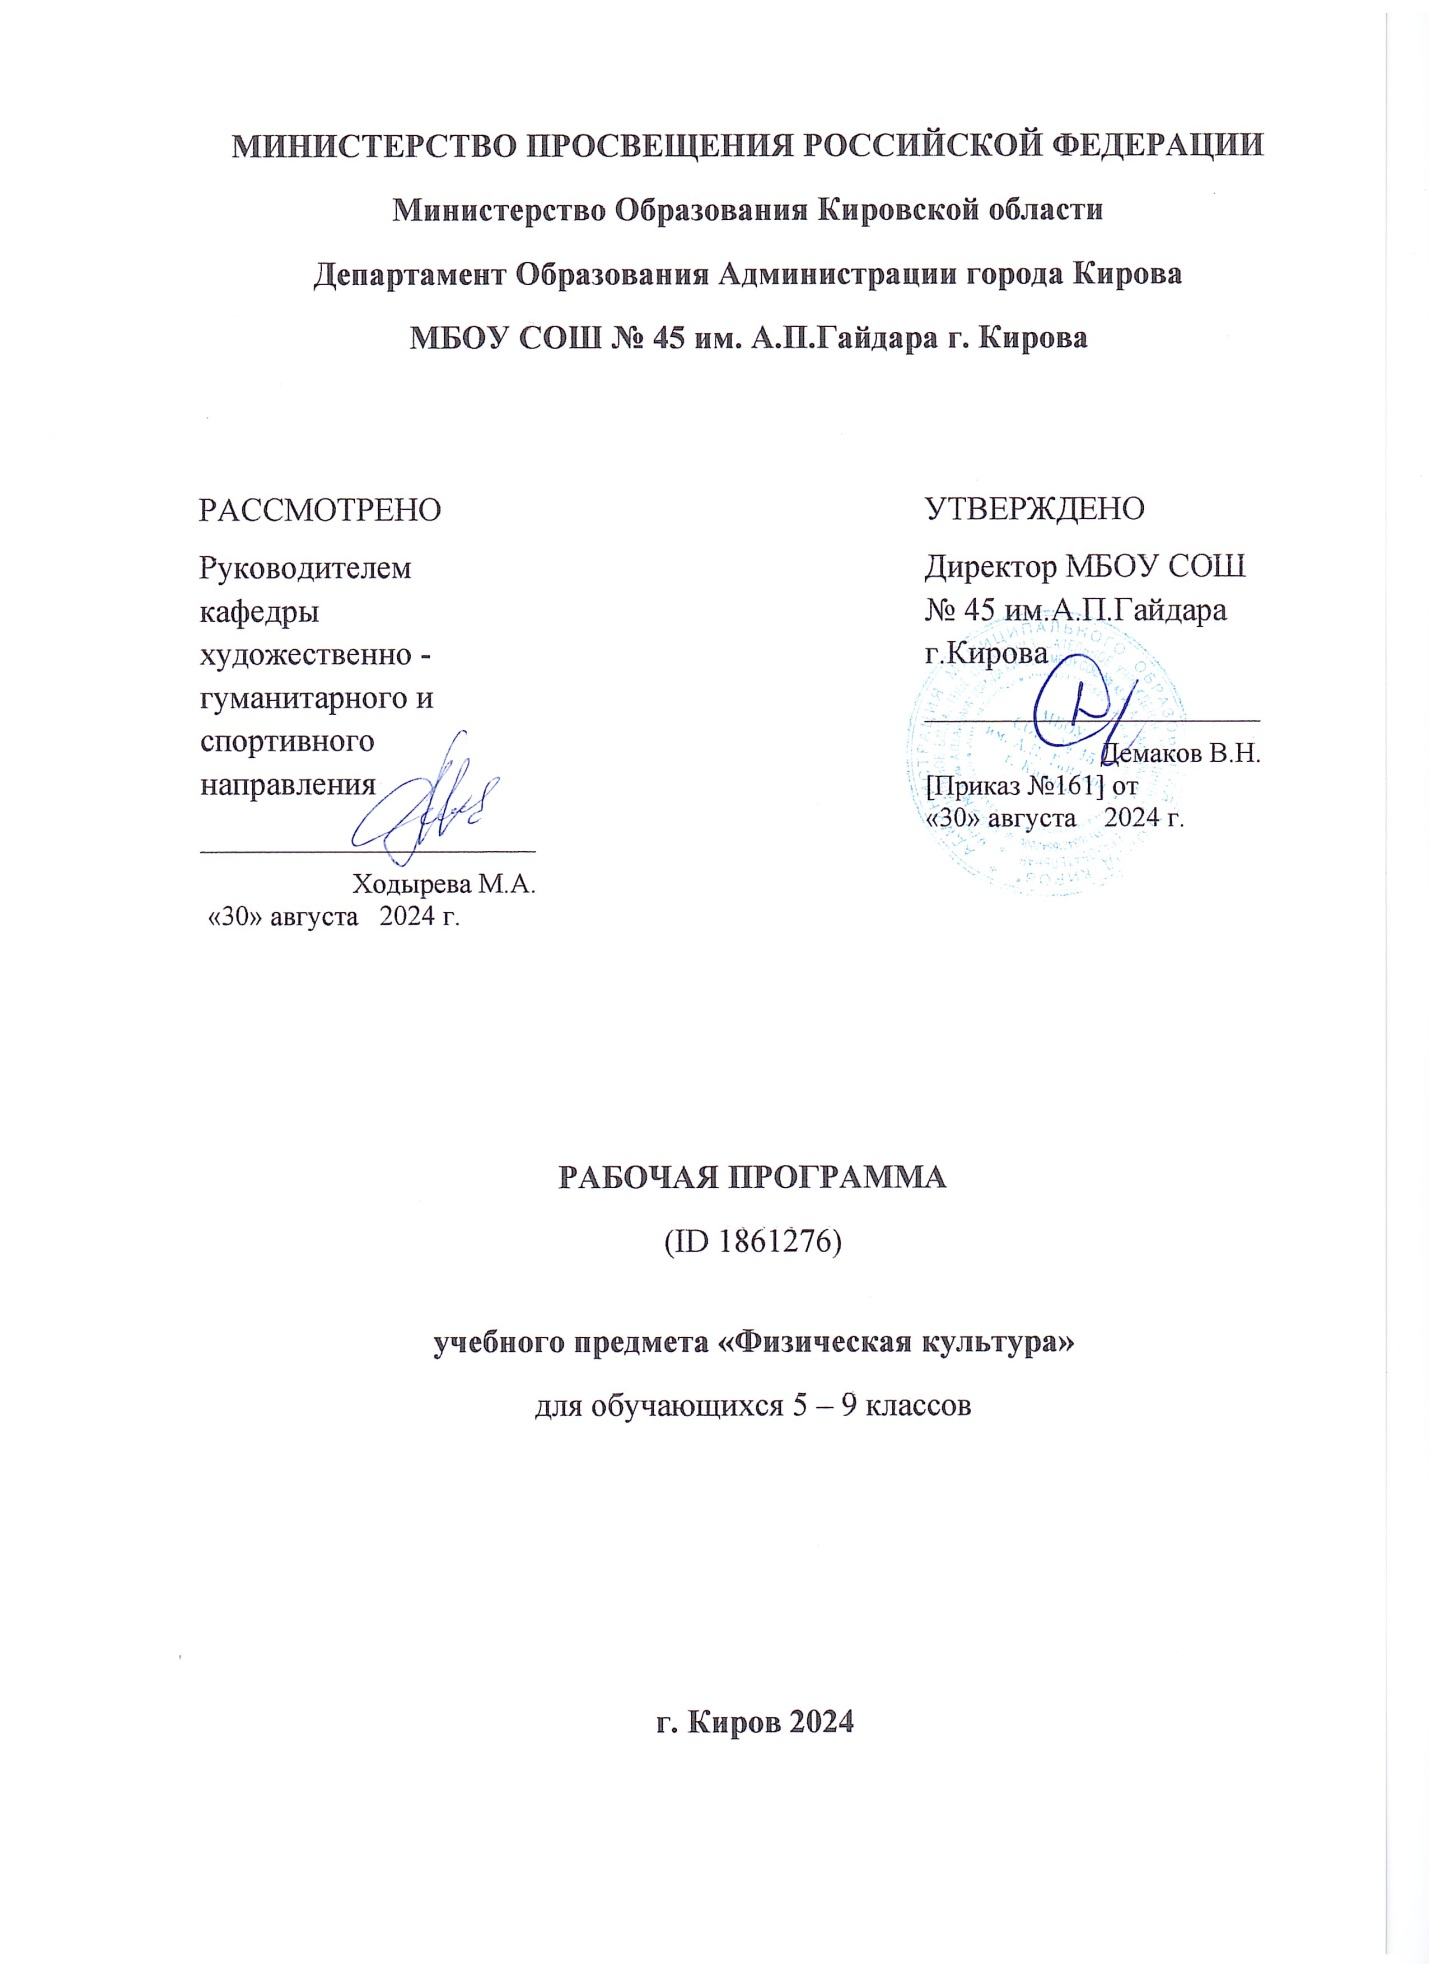 МИНИСТЕРСТВО ПРОСВЕЩЕНИЯ РОССИЙСКОЙ ФЕДЕРАЦИИ
Министерство Образования Кировской области
Департамент Образования Администрации города Кирова
МБОУ СОШ № 45 им. А.П.Гайдара г. Кирова
РАССМОТРЕНО
Руководителем
кафедры
художественно -
гуманитарного и
спортивного
направления
Ходырева М.А.
«30» августа 2024 г.
УТВЕРЖДЕНО
Директор МБОУ СОШ
№ 45 им.А.П.Гайдара
г.Кирова
Демаков В.Н.
[Приказ №161] от
«30» августа 2024 г.
РАБОЧАЯ ПРОГРАММА
(ID 1861276)
учебного предмета «Физическая культура»
для обучающихся 5 – 9 классов
г. Киров 2024